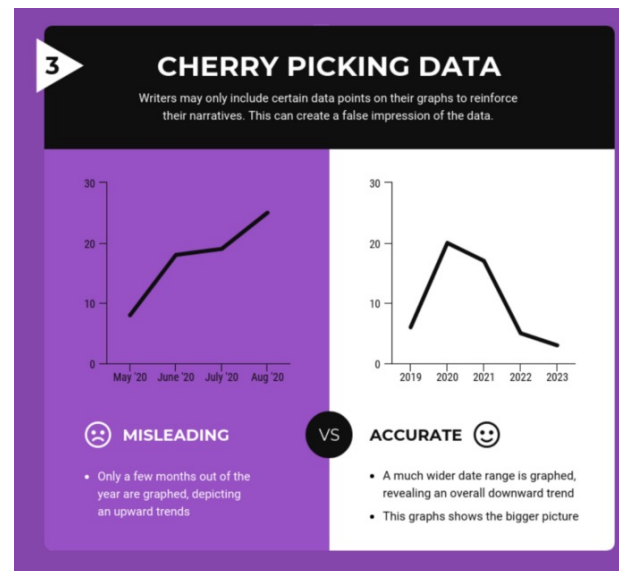 3
CHERRY PICKING DATA
Writers may only include certain data points on their graphs to reinforce
their narratives. This can create a false impression of the data.
30
20
10
0
May '20 June '20 July '20 Aug '20
30
20
10
0
2019 2020 2021 2022 2023
MISLEADING
VS
ACCURATE
• Only a few months out of the
year are graphed, depicting
an upward trends
• A much wider date range is graphed,
revealing an overall downward trend
• This graphs shows the bigger picture